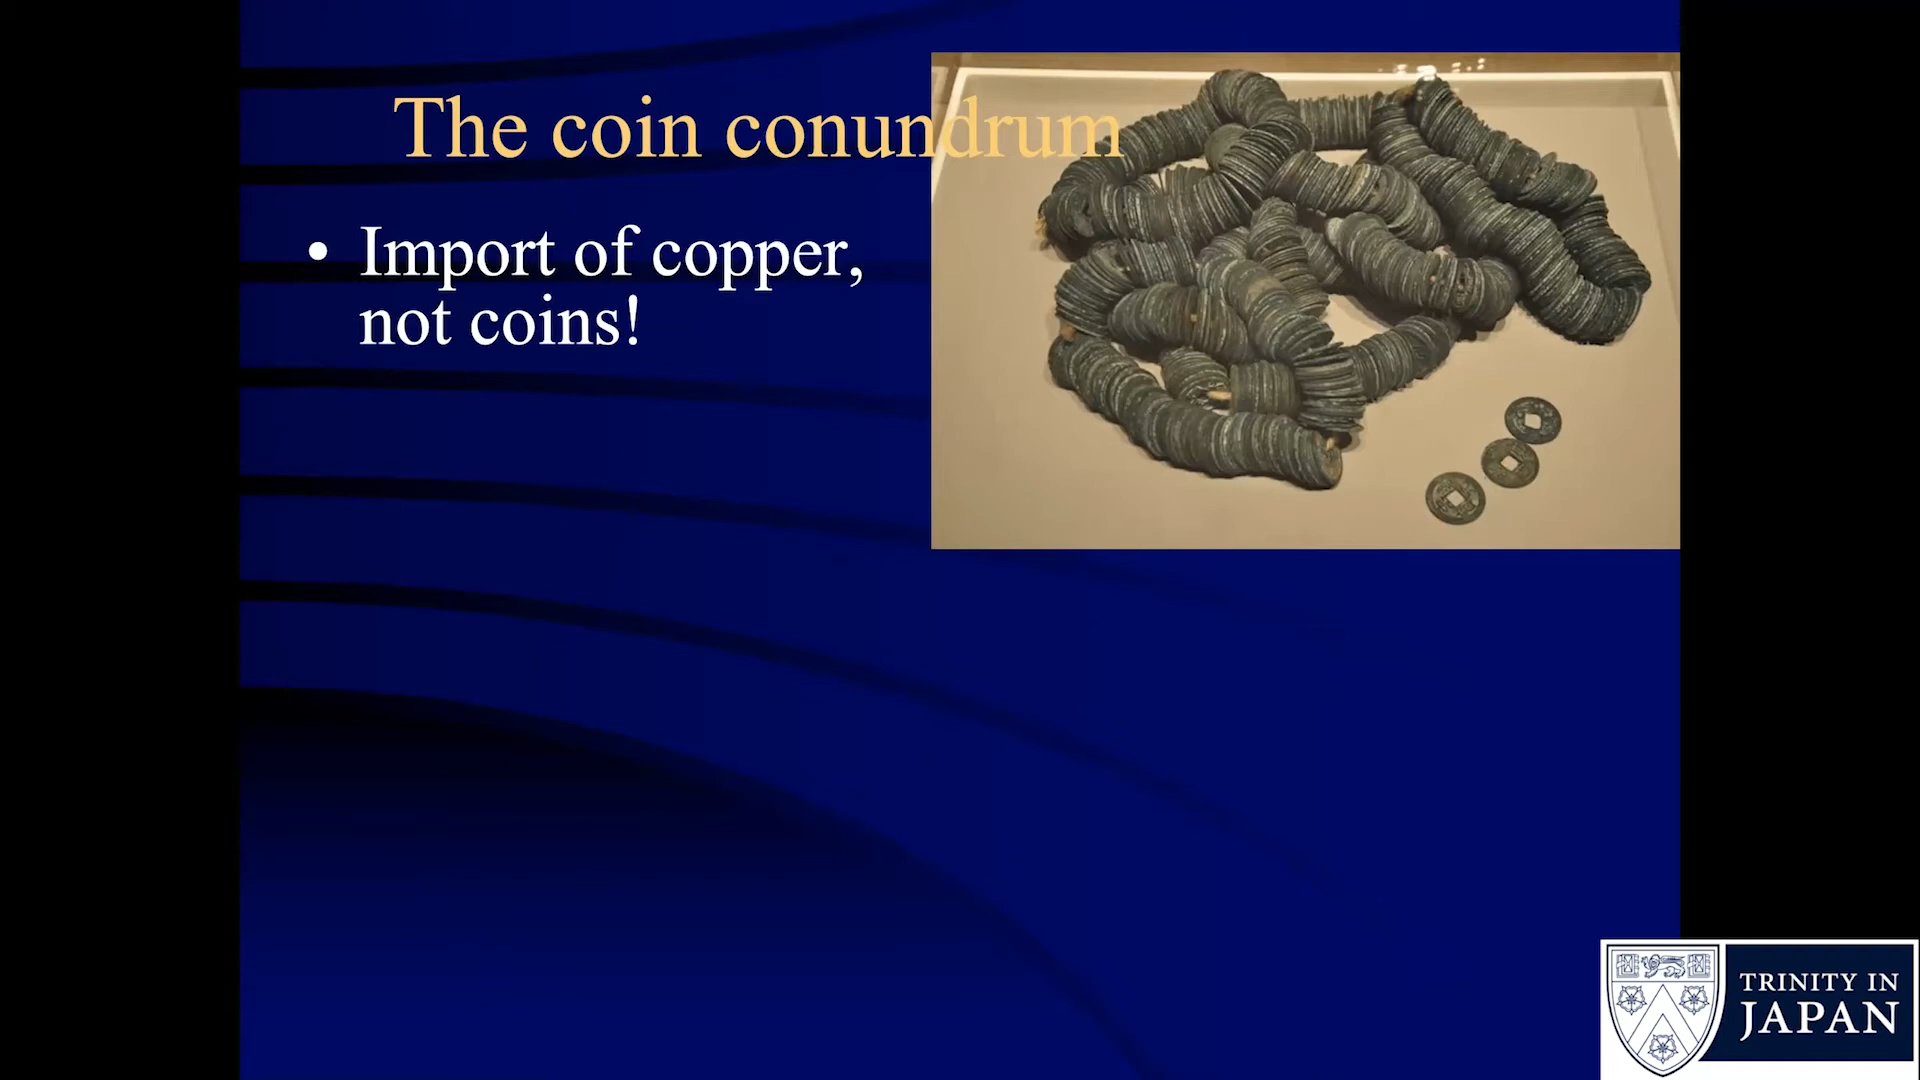 The coin conundrum
• Import of copper,
not coins!
TRINITY IN
JAPAN